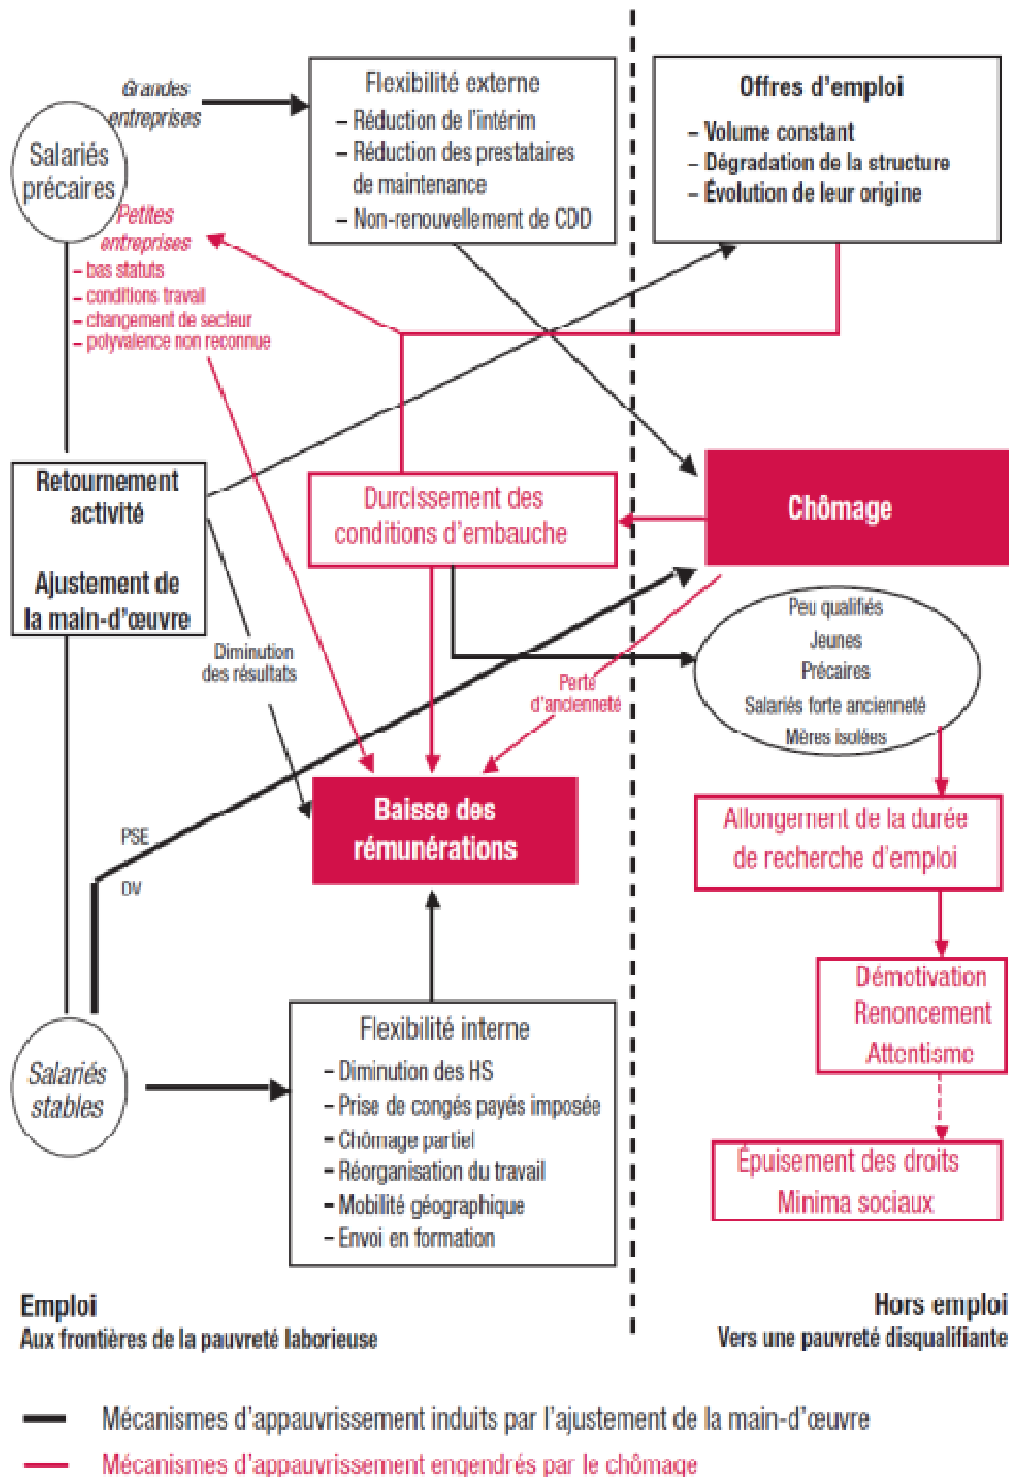 Grandes
entreprises
Salariés
précaires
Petites
entreprises
– bas statuts
– conditions travail
– changement de secteur
– polyvalence non reconnue
Flexibilité externe
– Réduction de l'intérim
– Réduction des prestataires
de maintenance
– Non-renouvellement de CDD
Offres d'emploi
– Volume constant
– Dégradation de la structure
– Évolution de leur origine
Retournement
activité
Ajustement de
la main-d'œuvre
Durcissement des
conditions d'embauche
Chômage
Diminution
des résultats
Perte
d'ancienneté
Peu qualifiés
Jeunes
Précaires
Salariés forte ancienneté
Mères isolées
Baisse des
rémunérations
PSE
DV
Allongement de la durée
de recherche d'emploi
Démotivation
Renoncement
Attentisme
Salariés
stables
Flexibilité interne
– Diminution des HS
– Prise de congés payés imposée
– Chômage partiel
– Réorganisation du travail
– Mobilité géographique
– Envoi en formation
Épuisement des droits
Minima sociaux
Emploi
Aux frontières de la pauvreté laborieuse
Hors emploi
Vers une pauvreté disqualifiante
Mécanismes d'appauvrissement induits par l'ajustement de la main-d'œuvre
Mécanismes d'appauvrissement engendrés par le chômage